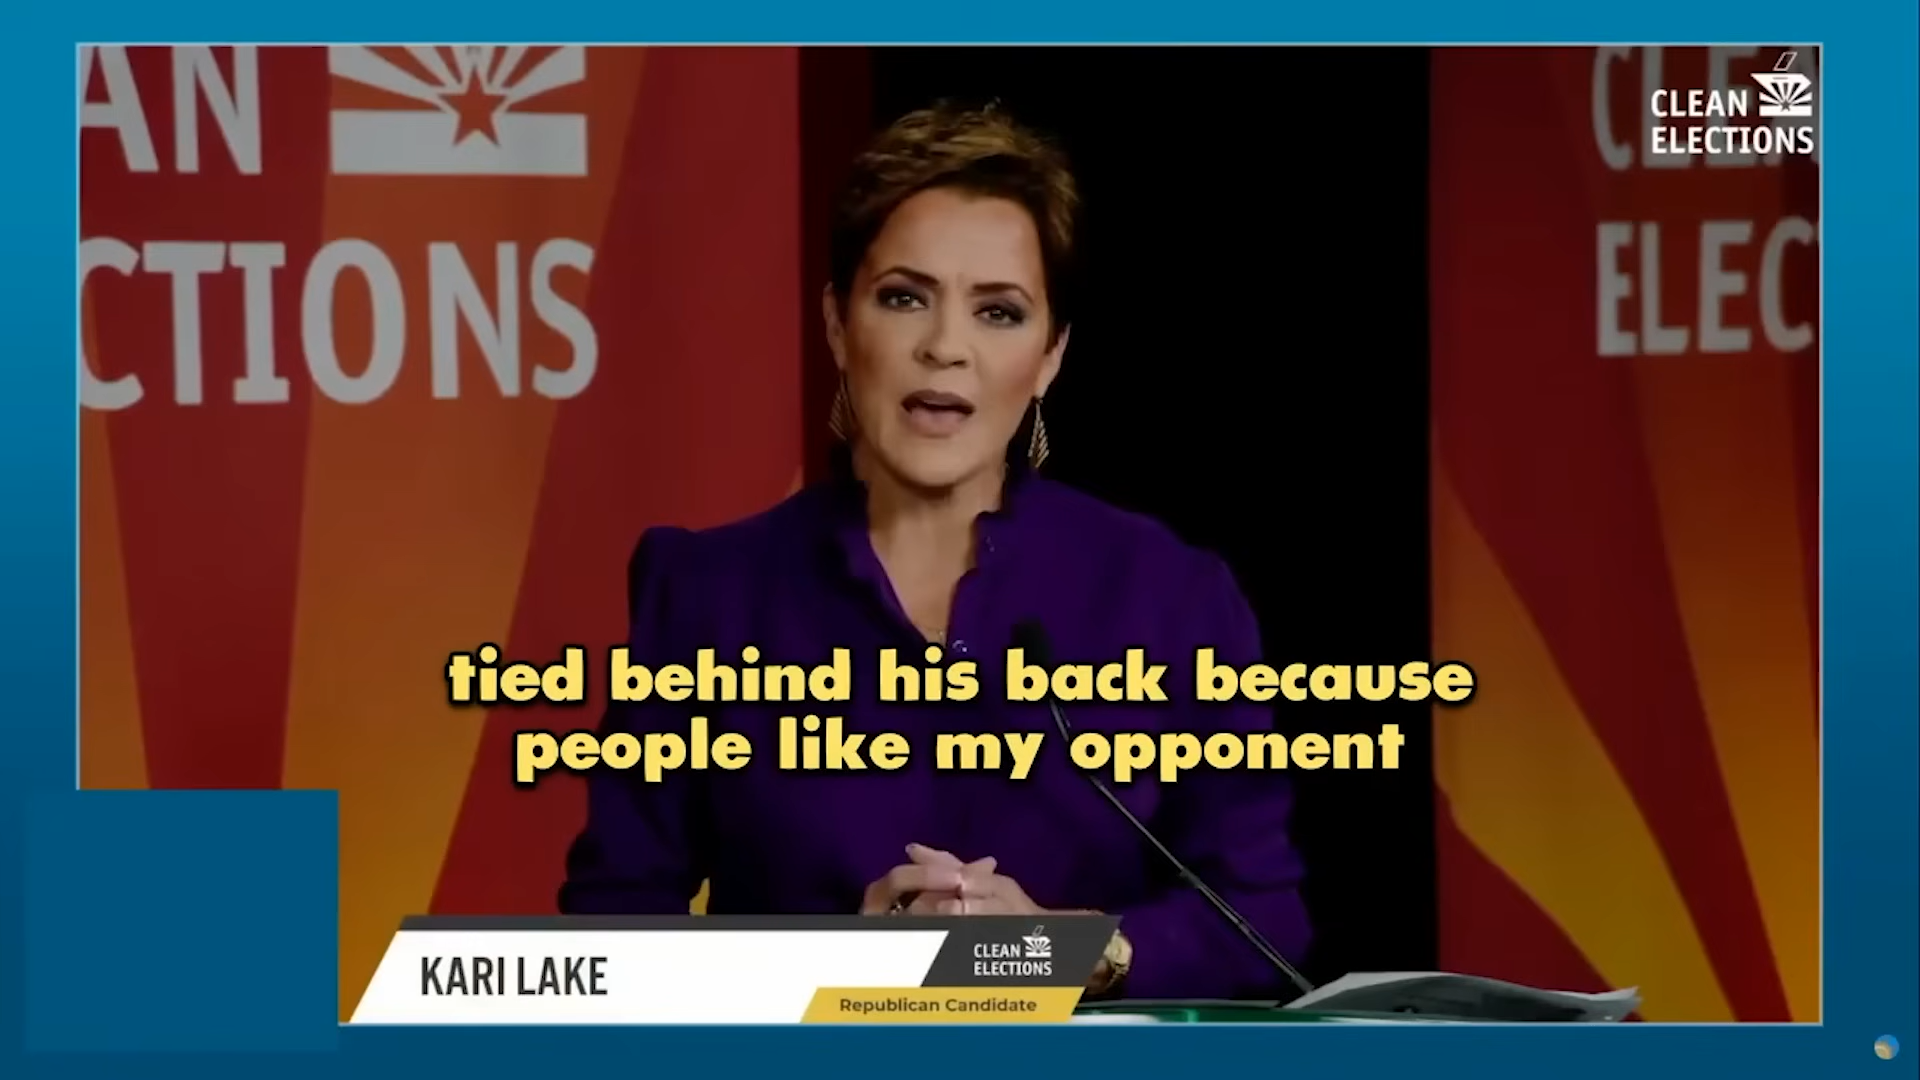 AN
CTIONS
CLE
ELEC
CLEAN
ELECTIONS
tied behind his back because
people like my opponent
KARI LAKE
CLEAN
ELECTIONS
Republican Candidate